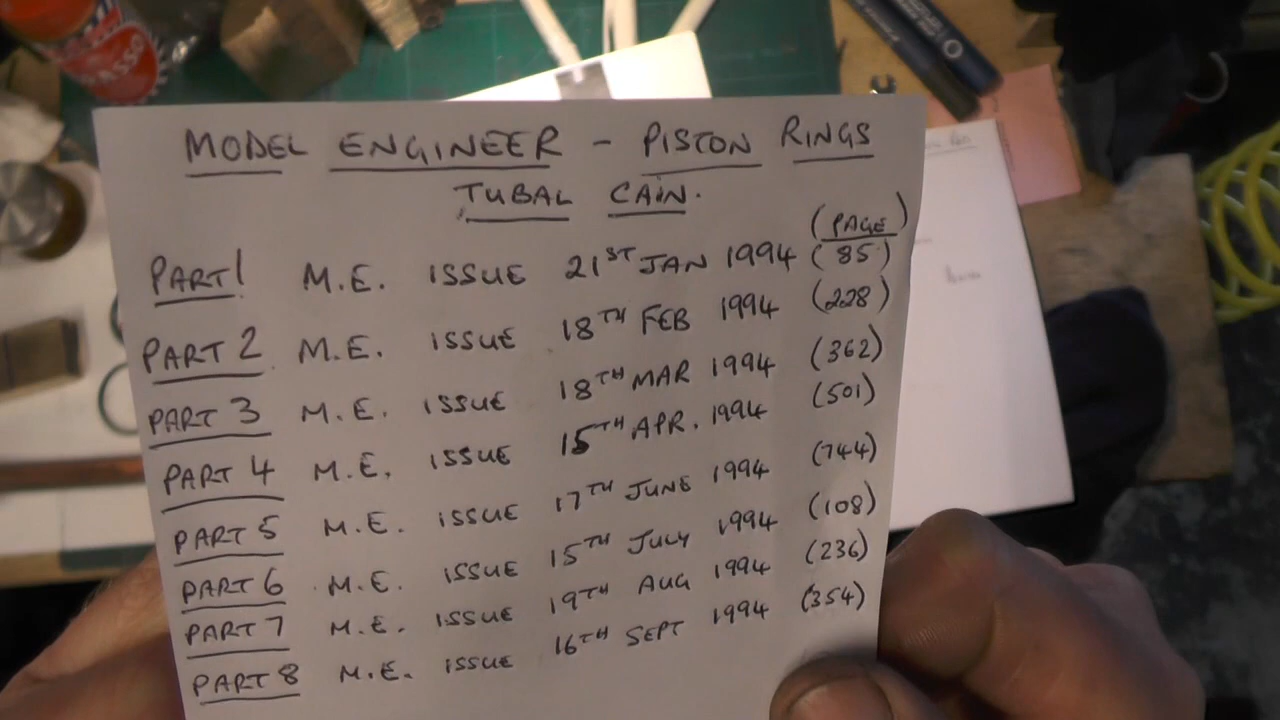 MODEL ENGINEER - PISTON RINGS
TUBAL CAIN.
(PAGE)
PART 1 M.E. ISSUE 21ST JAN 1994 (85)
PART 2 M.E. ISSUE 18TH FEB 1994 (228)
PART 3 M.E. ISSUE 18TH MAR 1994 (362)
PART 4 M.E. ISSUE 15TH APR. 1994 (501)
PART 5 M.E. ISSUE 17TH JUNE 1994 (744)
PART 6 M.E. ISSUE 15TH JULY 1994 (108)
PART 7 M.E. ISSUE 19TH AUG 1994 (236)
PART 8 M.E. ISSUE 16TH SEPT 1994 (354)